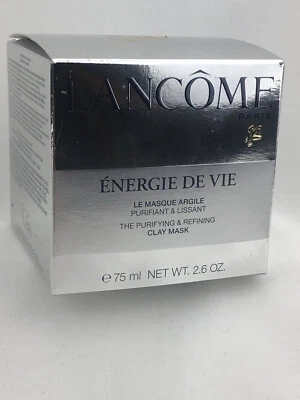 LANCÔME
PARIS
ÉNERGIE DE VIE
LE MASQUE ARGILE
PURIFIANT & LISSANT
THE PURIFYING & REFINING
CLAY MASK
℮ 75 ml NET WT. 2.6 OZ.